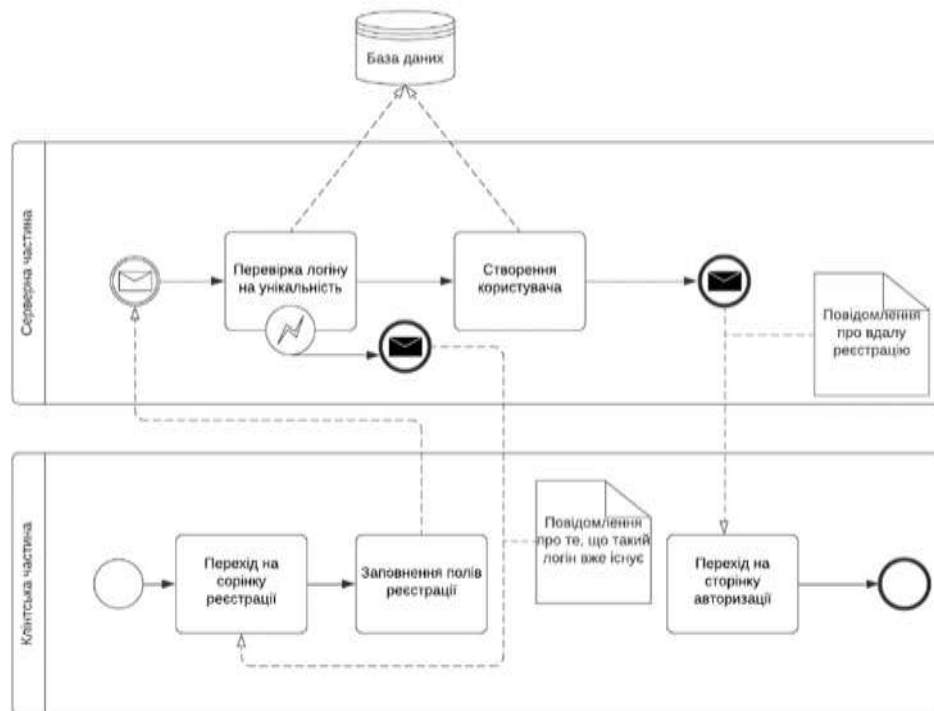 База даних
Серверна частина
Перевірка логіну
на унікальність
Створення
користувача
Повідомлення
про вдалу
реєстрацію
Клінтська частина
Перехід на
сорінку
реєстрації
Заповнення полів
реєстрації
Повідомлення
про те, що такий
логін вже існує
Перехід на
сторінку
авторизації